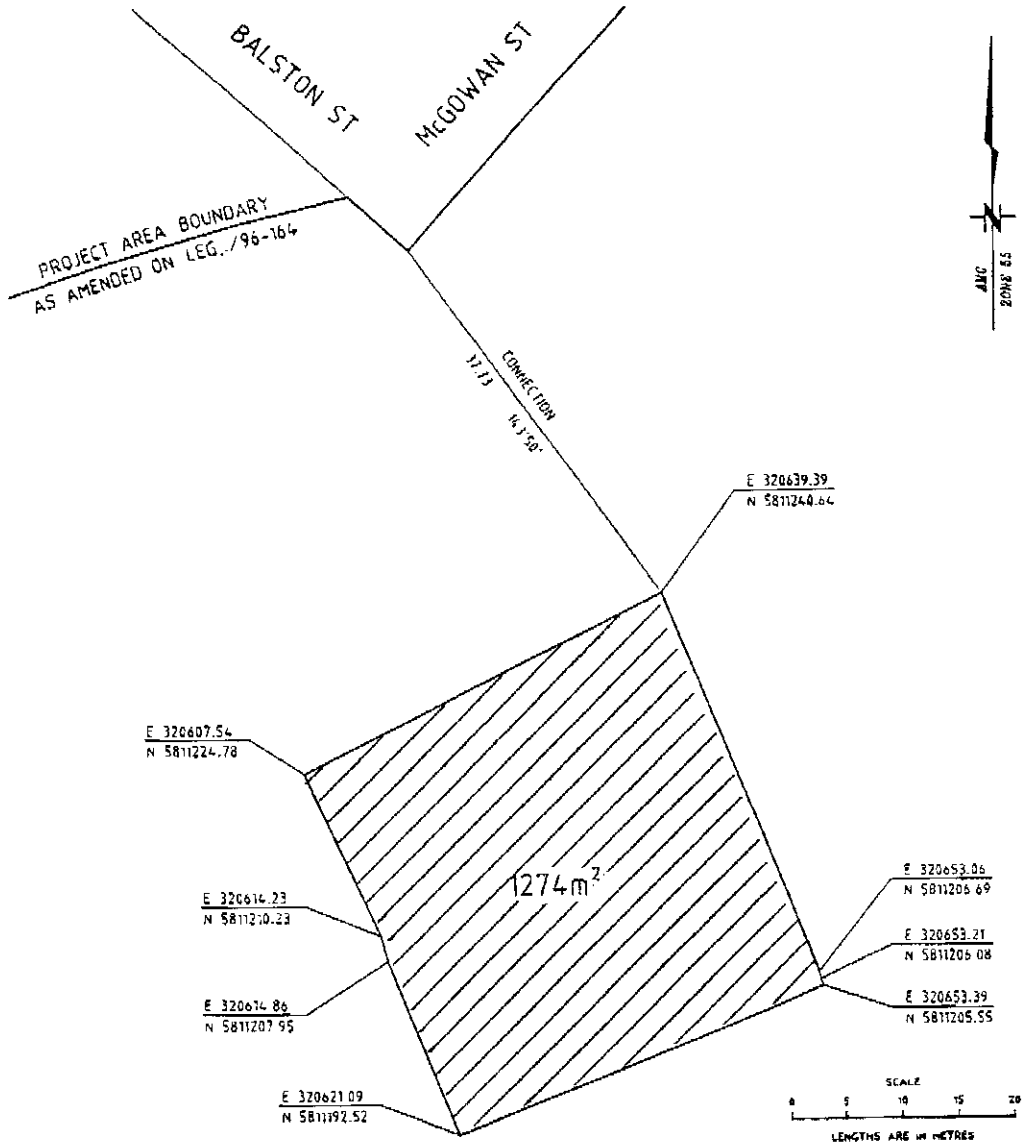 BALSTON ST
McGOWAN ST
PROJECT AREA BOUNDARY
AS AMENDED ON LEG./96-164
AMG
ZONE 55
CONNECTION
37.73
143°50'
E 320639.39
N 5811240.64
E 320607.54
N 5811224.78
1274m²
E 320614.23
N 5811210.23
E 320653.06
N 5811206.69
E 320653.21
N 5811206.08
E 320614.86
N 5811207.95
E 320653.39
N 5811205.55
E 320621.09
N 5811192.52
SCALE
0 5 10 15 20
LENGTHS ARE IN METRES